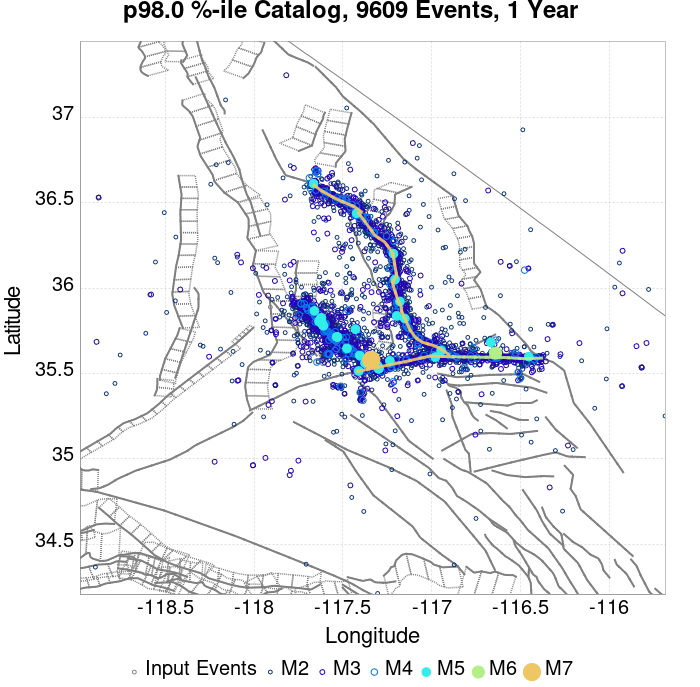 p98.0 %-ile Catalog, 9609 Events, 1 Year
37
36.5
36
35.5
35
34.5
Latitude
-118.5 -118 -117.5 -117 -116.5 -116
Longitude
Input Events M2 M3 M4 M5 M6 M7